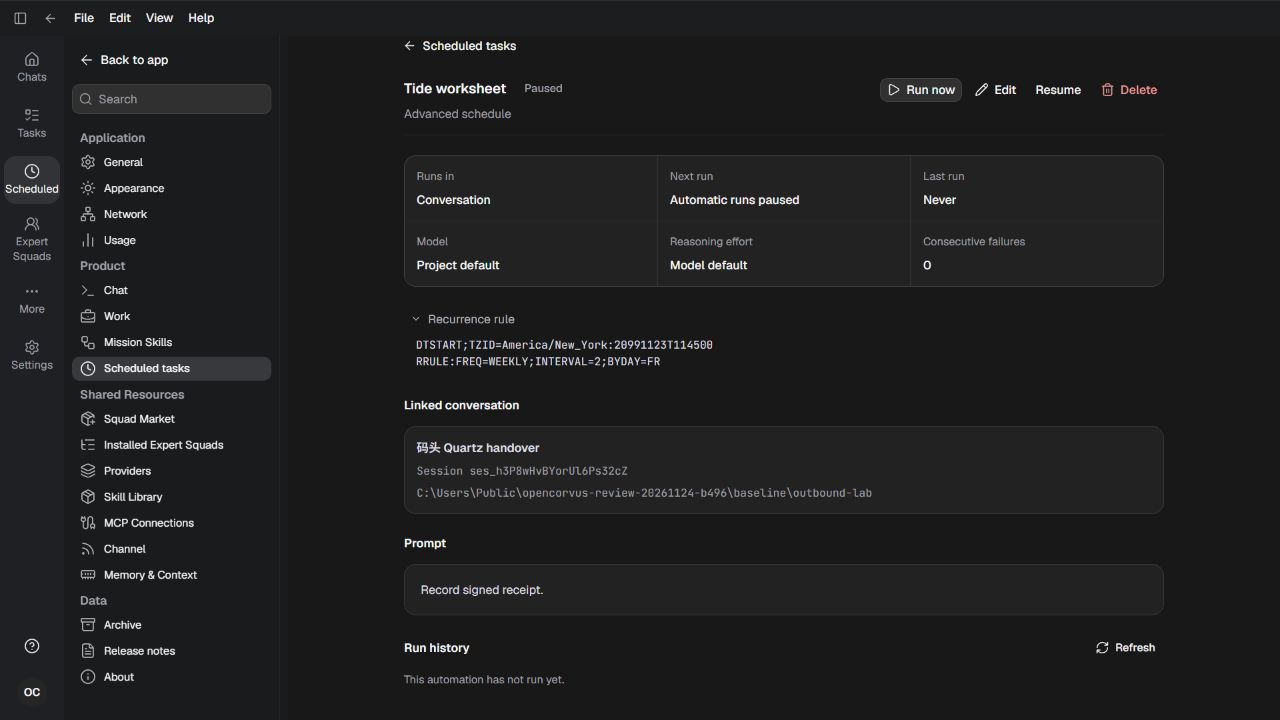 File Edit View Help
Chats
Tasks
Scheduled
Expert
Squads
More
Settings
OC
Back to app
Search
Application
General
Appearance
Network
Usage
Product
Chat
Work
Mission Skills
Scheduled tasks
Shared Resources
Squad Market
Installed Expert Squads
Providers
Skill Library
MCP Connections
Channel
Memory & Context
Data
Archive
Release notes
About
Scheduled tasks
Tide worksheet Paused
Run now Edit Resume Delete
Advanced schedule
Runs in
Conversation
Next run
Automatic runs paused
Last run
Never
Model
Project default
Reasoning effort
Model default
Consecutive failures
0
Recurrence rule
DTSTART;TZID=America/New_York:20991123T114500
RRULE:FREQ=WEEKLY;INTERVAL=2;BYDAY=FR
Linked conversation
码头 Quartz handover
Session ses_h3P8wHvBYorUl6Ps32cZ
C:\Users\Public\opencorvus-review-20261124-b496\baseline\outbound-lab
Prompt
Record signed receipt.
Run history
Refresh
This automation has not run yet.